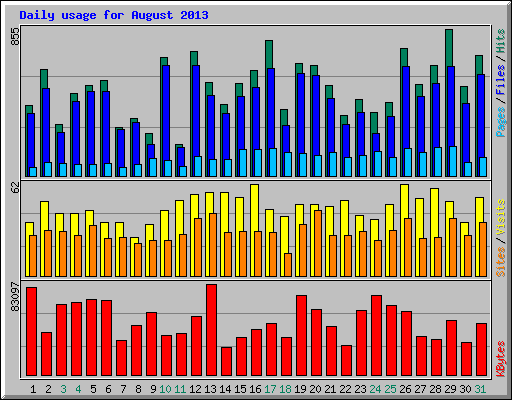 Daily usage for August 2013
855
Pages / Files / Hits
62
Sites / Visits
83097
KBytes
1 2 3 4 5 6 7 8 9 10 11 12 13 14 15 16 17 18 19 20 21 22 23 24 25 26 27 28 29 30 31